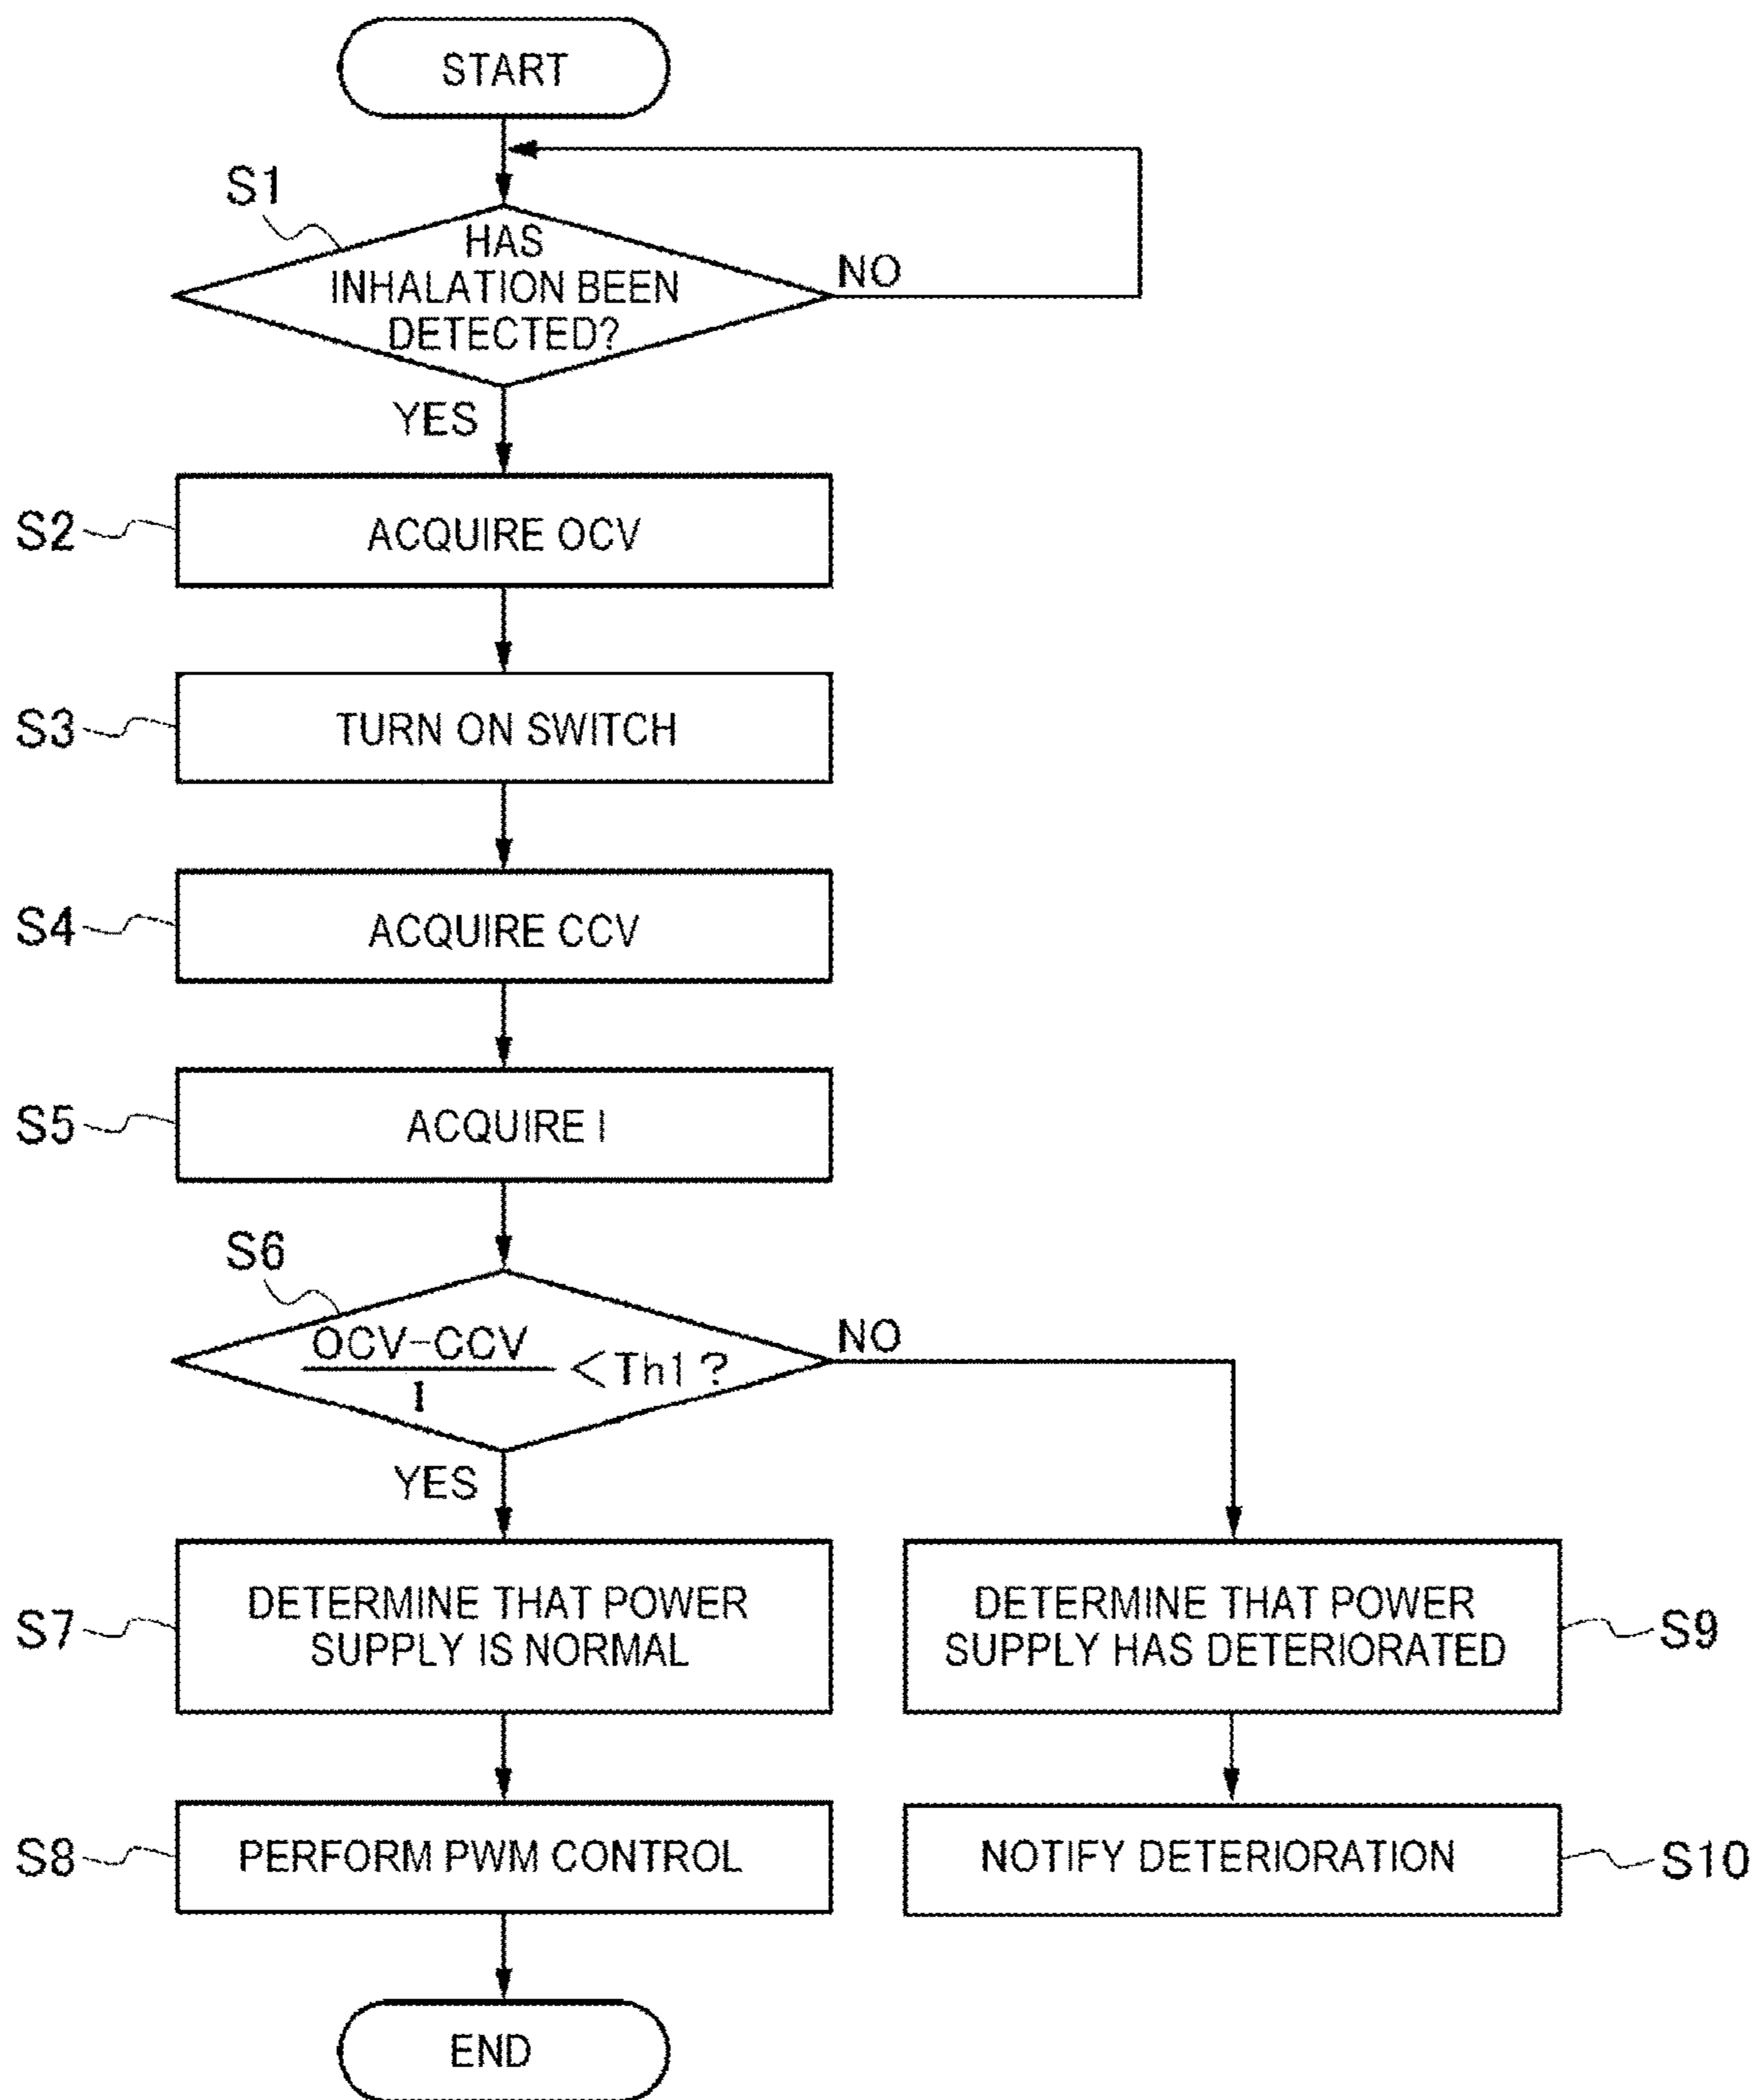 START
S1
HAS
INHALATION BEEN
DETECTED?
NO
YES
S2
ACQUIRE OCV
S3
TURN ON SWITCH
S4
ACQUIRE CCV
S5
ACQUIRE I
S6
OCV-CCV
I
<Th1?
NO
YES
S7
DETERMINE THAT POWER
SUPPLY IS NORMAL
DETERMINE THAT POWER
SUPPLY HAS DETERIORATED
S9
S8
PERFORM PWM CONTROL
NOTIFY DETERIORATION
S10
END